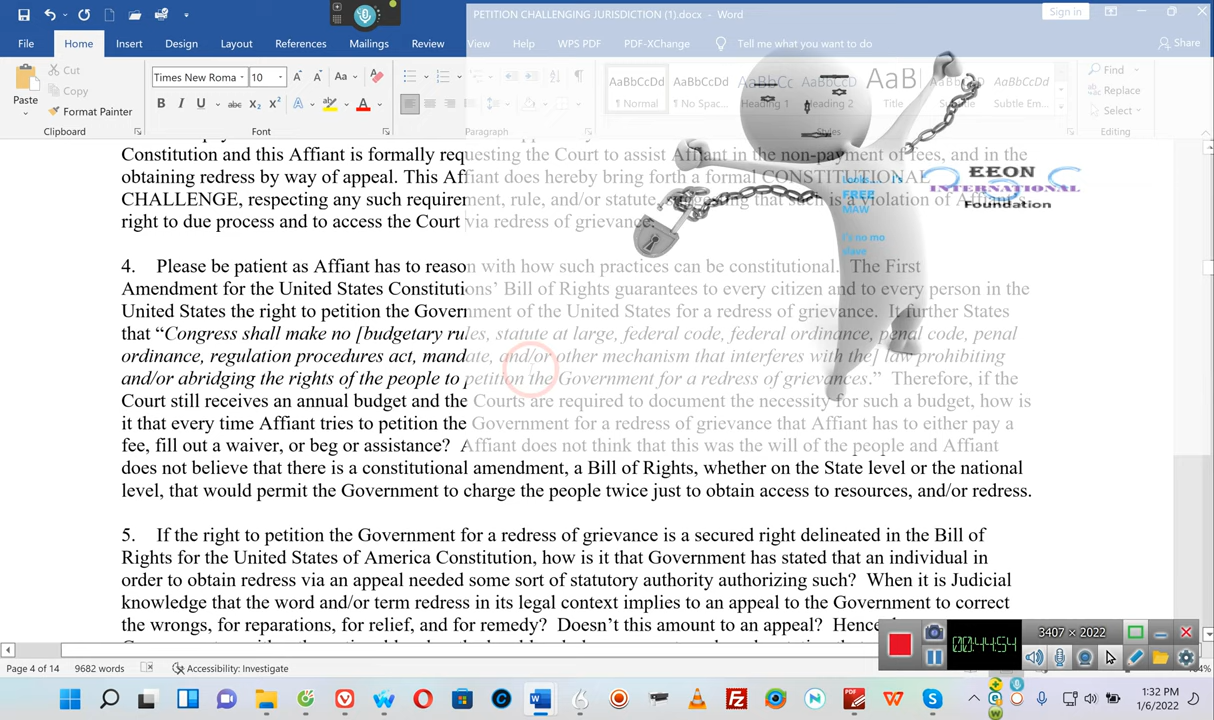 PETITION CHALLENGING JURISDICTION (1).docx - Word
Sign in
File Home Insert Design Layout References Mailings Review View Help WPS PDF PDF-XChange Tell me what you want to do Share
Paste
Cut
Copy
Format Painter
Clipboard
Times New Roma 10
Font
Paragraph
AaBbCcDd AaBbCcDd AaBbCcDd AaBbCcDd AaB AaBbCcDd AaBbCcDd
¶ Normal ¶ No Spac... Heading 1 Heading 2 Title Subtitle Subtle Em...
Styles
Find
Replace
Select
Editing
Constitution and this Affiant is formally requesting the Court to assist Affiant in the non-payment of fees, and in the
obtaining redress by way of appeal. This Affiant does hereby bring forth a formal CONSTITUTIONAL
CHALLENGE, respecting any such requirement, rule, and/or statute, suggesting that such is a violation of Affiant's
right to due process and to access the Court via redress of grievance.
EEON
INTERNATIONAL
Foundation
FREE
MAW
I's no mo
slave
4. Please be patient as Affiant has to reason with how such practices can be constitutional. The First
Amendment for the United States Constitutions' Bill of Rights guarantees to every citizen and to every person in the
United States the right to petition the Government of the United States for a redress of grievance. It further States
that “Congress shall make no [budgetary rules, statute at large, federal code, federal ordinance, penal code, penal
ordinance, regulation procedures act, mandate, and/or other mechanism that interferes with the] law prohibiting
and/or abridging the rights of the people to petition the Government for a redress of grievances.” Therefore, if the
Court still receives an annual budget and the Courts are required to document the necessity for such a budget, how is
it that every time Affiant tries to petition the Government for a redress of grievance that Affiant has to either pay a
fee, fill out a waiver, or beg or assistance? Affiant does not think that this was the will of the people and Affiant
does not believe that there is a constitutional amendment, a Bill of Rights, whether on the State level or the national
level, that would permit the Government to charge the people twice just to obtain access to resources, and/or redress.
5. If the right to petition the Government for a redress of grievance is a secured right delineated in the Bill of
Rights for the United States of America Constitution, how is it that Government has stated that an individual in
order to obtain redress via an appeal needed some sort of statutory authority authorizing such? When it is Judicial
knowledge that the word and/or term redress in its legal context implies to an appeal to the Government to correct
the wrongs, for reparations, for relief, and for remedy? Doesn't this amount to an appeal? Hence
00:44:54
3407 × 2022
Page 4 of 14 9682 words Accessibility: Investigate
1:32 PM
1/6/2022